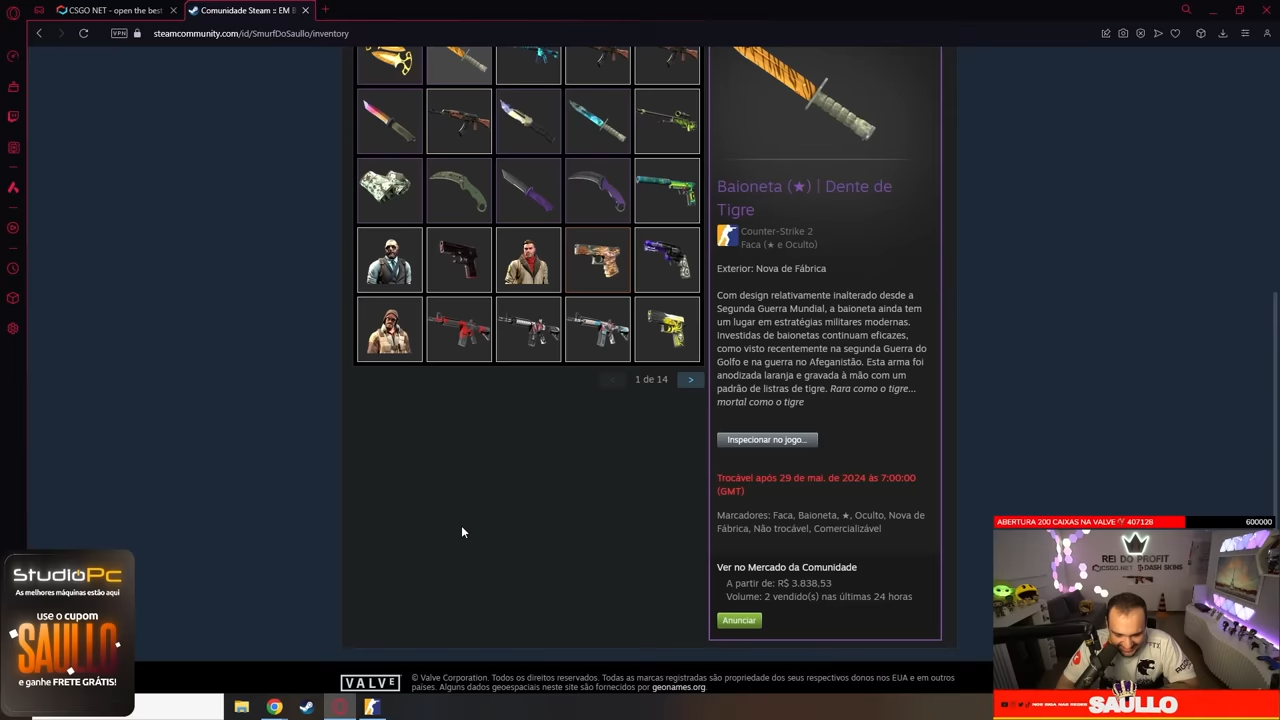 CSGO NET - open the best
Comunidade Steam :: EM B
VPN
steamcommunity.com/id/SmurfDoSaullo/inventory
Baioneta (★) | Dente de
Tigre
Counter-Strike 2
Faca (★ e Oculto)
Exterior: Nova de Fábrica
Com design relativamente inalterado desde a
Segunda Guerra Mundial, a baioneta ainda tem
um lugar em estratégias militares modernas.
Investidas de baionetas continuam eficazes,
como visto recentemente na segunda Guerra do
Golfo e na guerra no Afeganistão. Esta arma foi
anodizada laranja e gravada à mão com um
padrão de listras de tigre. Rara como o tigre...
mortal como o tigre
1 de 14
Inspecionar no jogo...
Trocável após 29 de mai. de 2024 às 7:00:00
(GMT)
Marcadores: Faca, Baioneta, ★, Oculto, Nova de
Fábrica, Não trocável, Comercializável
Ver no Mercado da Comunidade
A partir de: R$ 3.838,53
Volume: 2 vendido(s) nas últimas 24 horas
Anunciar
VALVE
© Valve Corporation. Todos os direitos reservados. Todas as marcas registradas são propriedade dos seus respectivos donos nos EUA e em outros
países. Alguns dados geoespaciais neste site são fornecidos por geonames.org.
STUDIOPC
As melhores máquinas estão aqui
use o cupom
SAULLO
e ganhe FRETE GRÁTIS!
ABERTURA 200 CAIXAS NA VALVE 407128
600000
REI DO PROFIT
CSGO.NET DASH SKINS
NOS SIGA NAS REDES
SAULLO